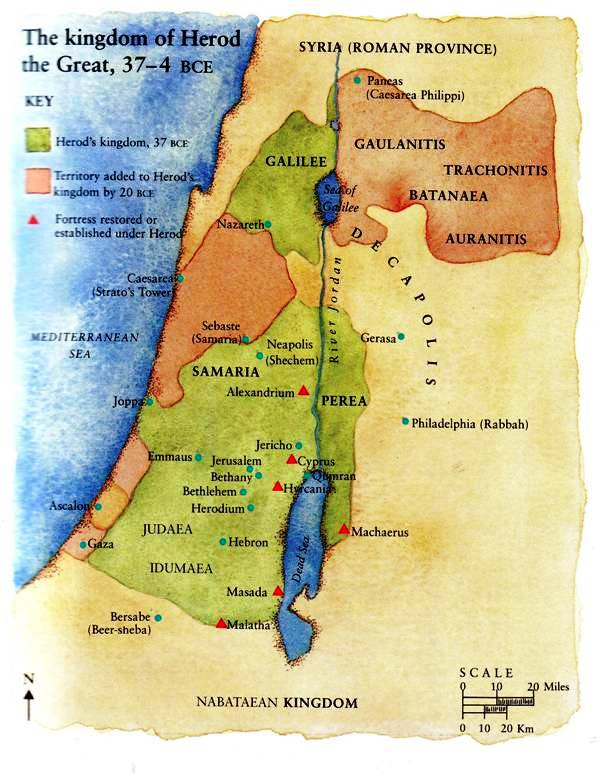 The kingdom of Herod
the Great, 37–4 BCE
KEY
Herod's kingdom, 37 BCE
Territory added to Herod's
kingdom by 20 BCE
Fortress restored or
established under Herod
SYRIA (ROMAN PROVINCE)
Paneas
(Caesarea Philippi)
GAULANITIS
GALILEE
TRACHONITIS
Sea of
Galilee
BATANAEA
Nazareth
AURANITIS
DECAPOLIS
Caesarea
(Strato's Tower)
River Jordan
MEDITERRANEAN
SEA
Sebaste
(Samaria)
Neapolis
(Shechem)
Gerasa
SAMARIA
Alexandrium
PEREA
Joppa
Philadelphia (Rabbah)
Jericho
Emmaus
Jerusalem
Cyprus
Bethany
Qumran
Bethlehem
Hyrcania
Herodium
Ascalon
JUDAEA
Machaerus
Gaza
Hebron
Dead Sea
IDUMAEA
Masada
Bersabe
(Beer-sheba)
Malatha
N
SCALE
0 10 20 Miles
0 10 20 Km
NABATAEAN KINGDOM